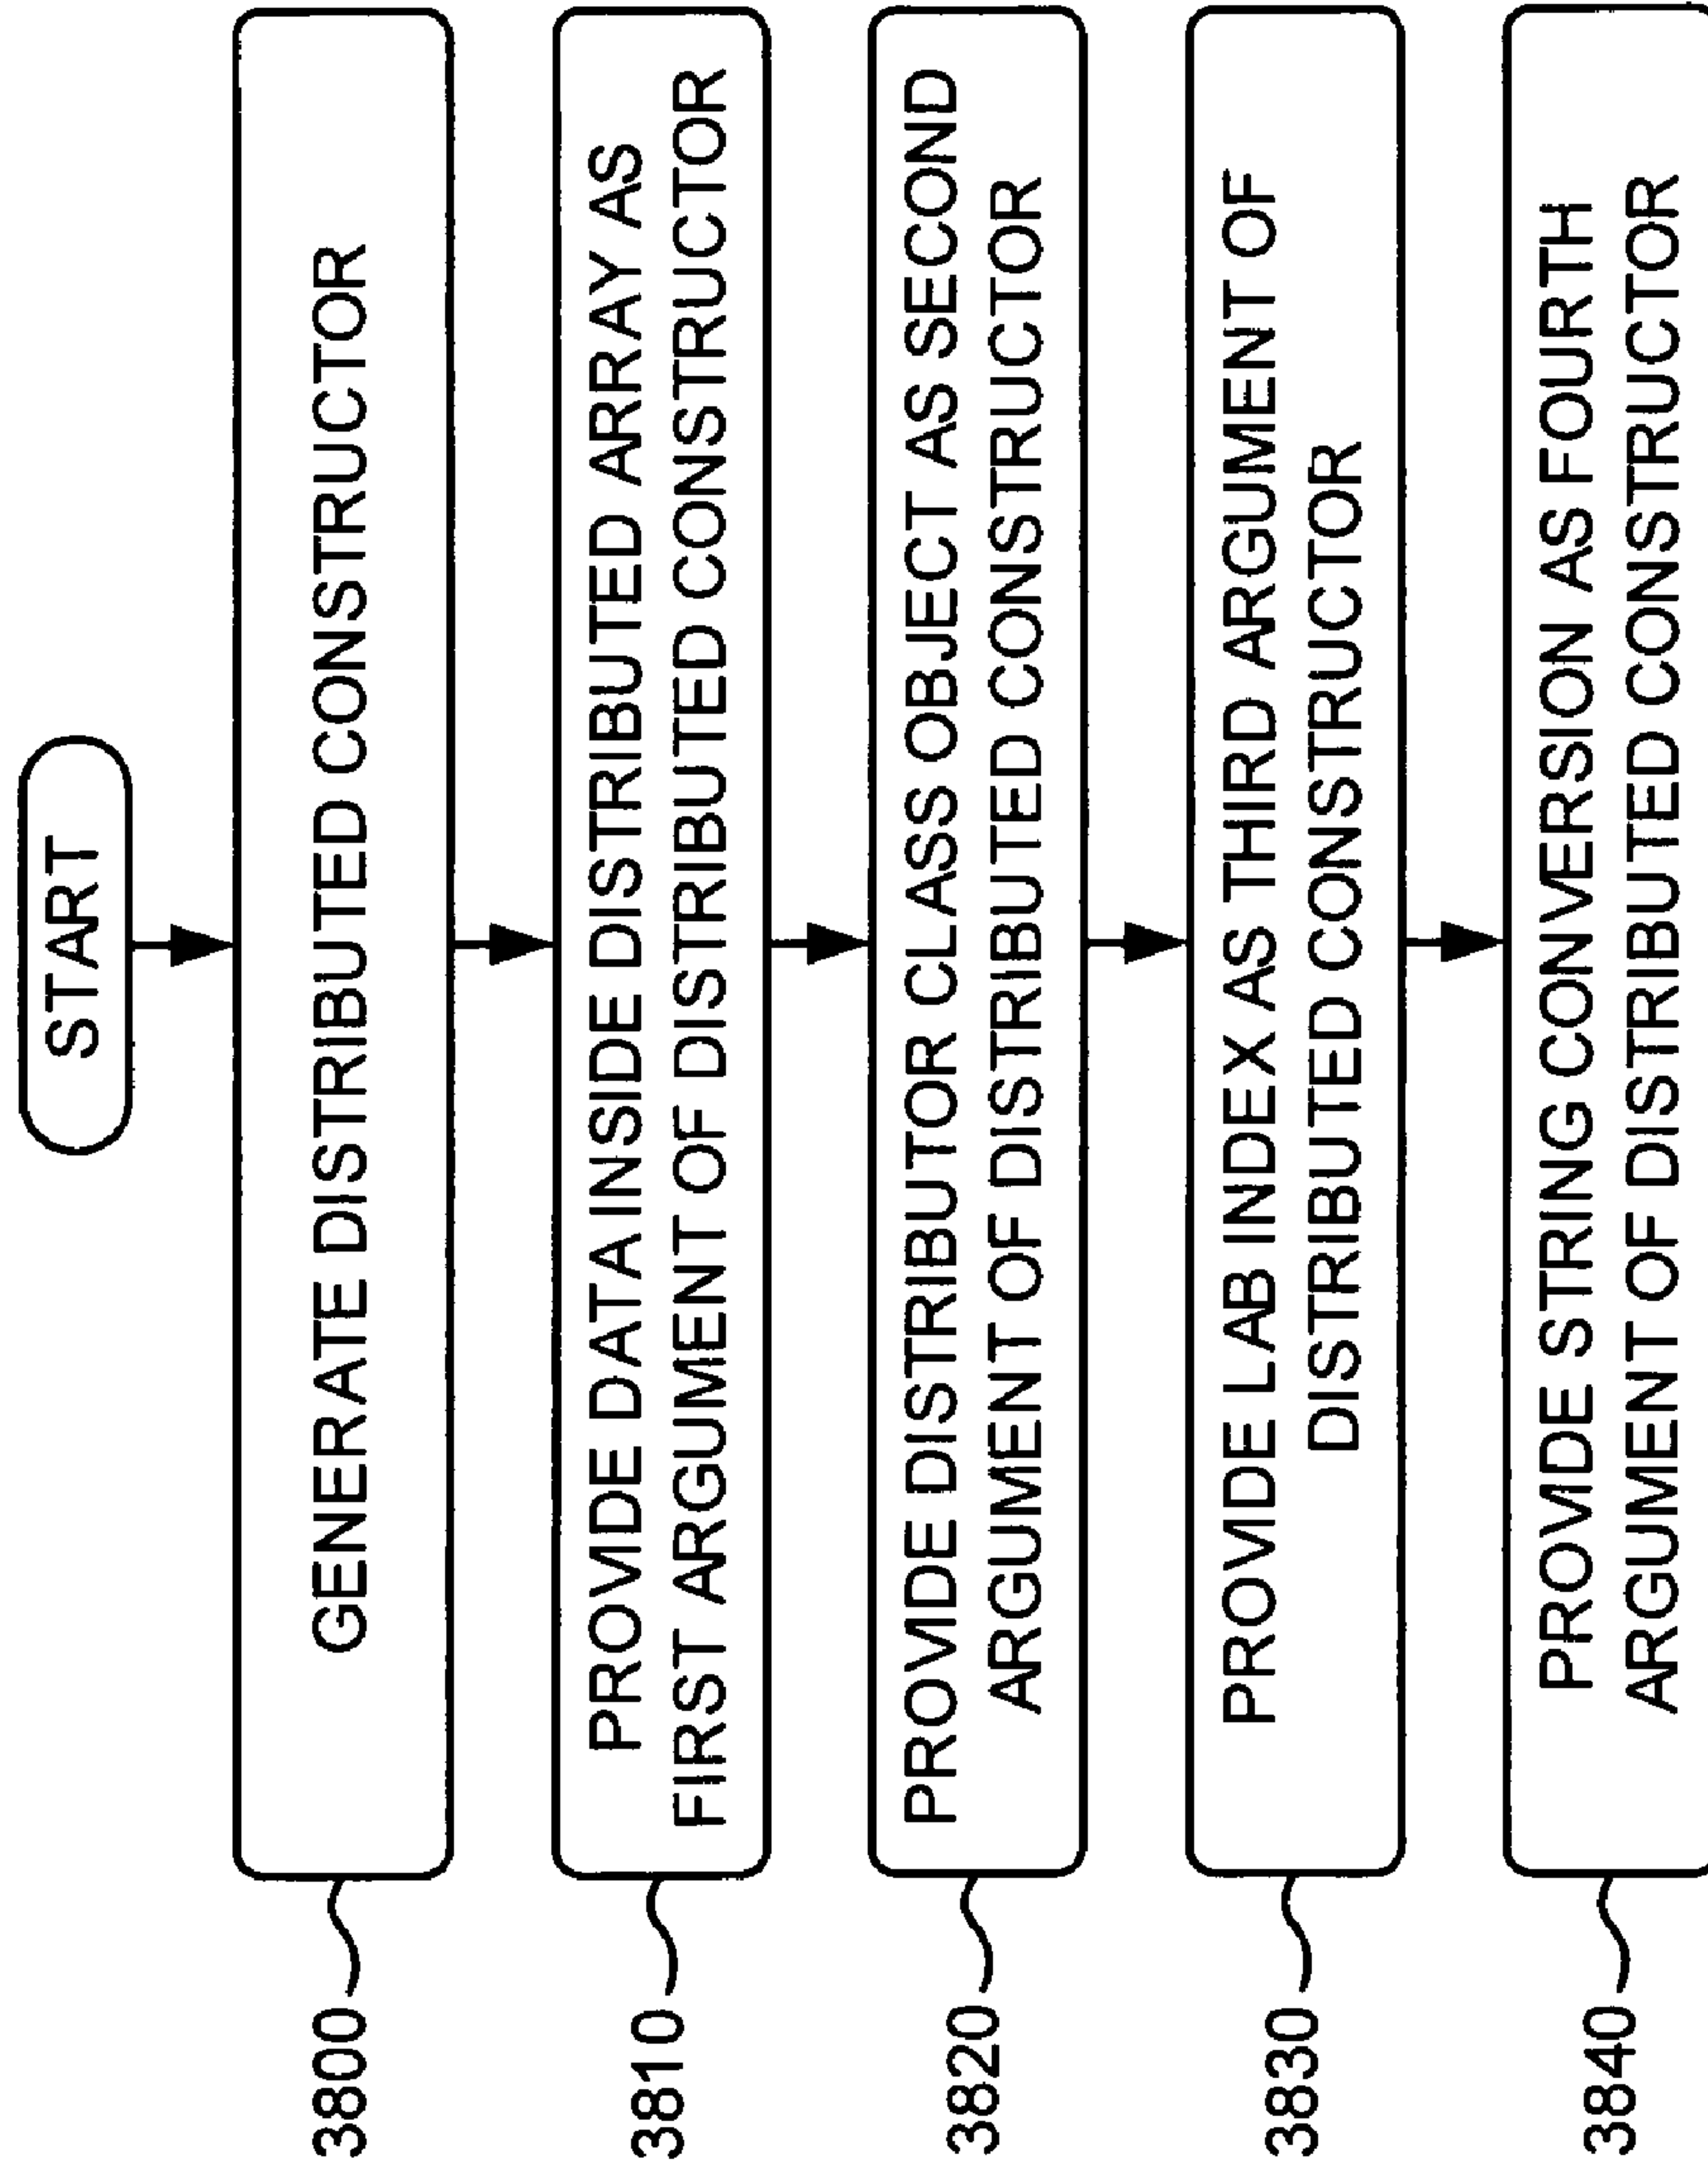 START
3800
GENERATE DISTRIBUTED CONSTRUCTOR
3810
PROVIDE DATA INSIDE DISTRIBUTED ARRAY AS
FIRST ARGUMENT OF DISTRIBUTED CONSTRUCTOR
3820
PROVIDE DISTRIBUTOR CLASS OBJECT AS SECOND
ARGUMENT OF DISTRIBUTED CONSTRUCTOR
3830
PROVIDE LAB INDEX AS THIRD ARGUMENT OF
DISTRIBUTED CONSTRUCTOR
3840
PROVIDE STRING CONVERSION AS FOURTH
ARGUMENT OF DISTRIBUTED CONSTRUCTOR